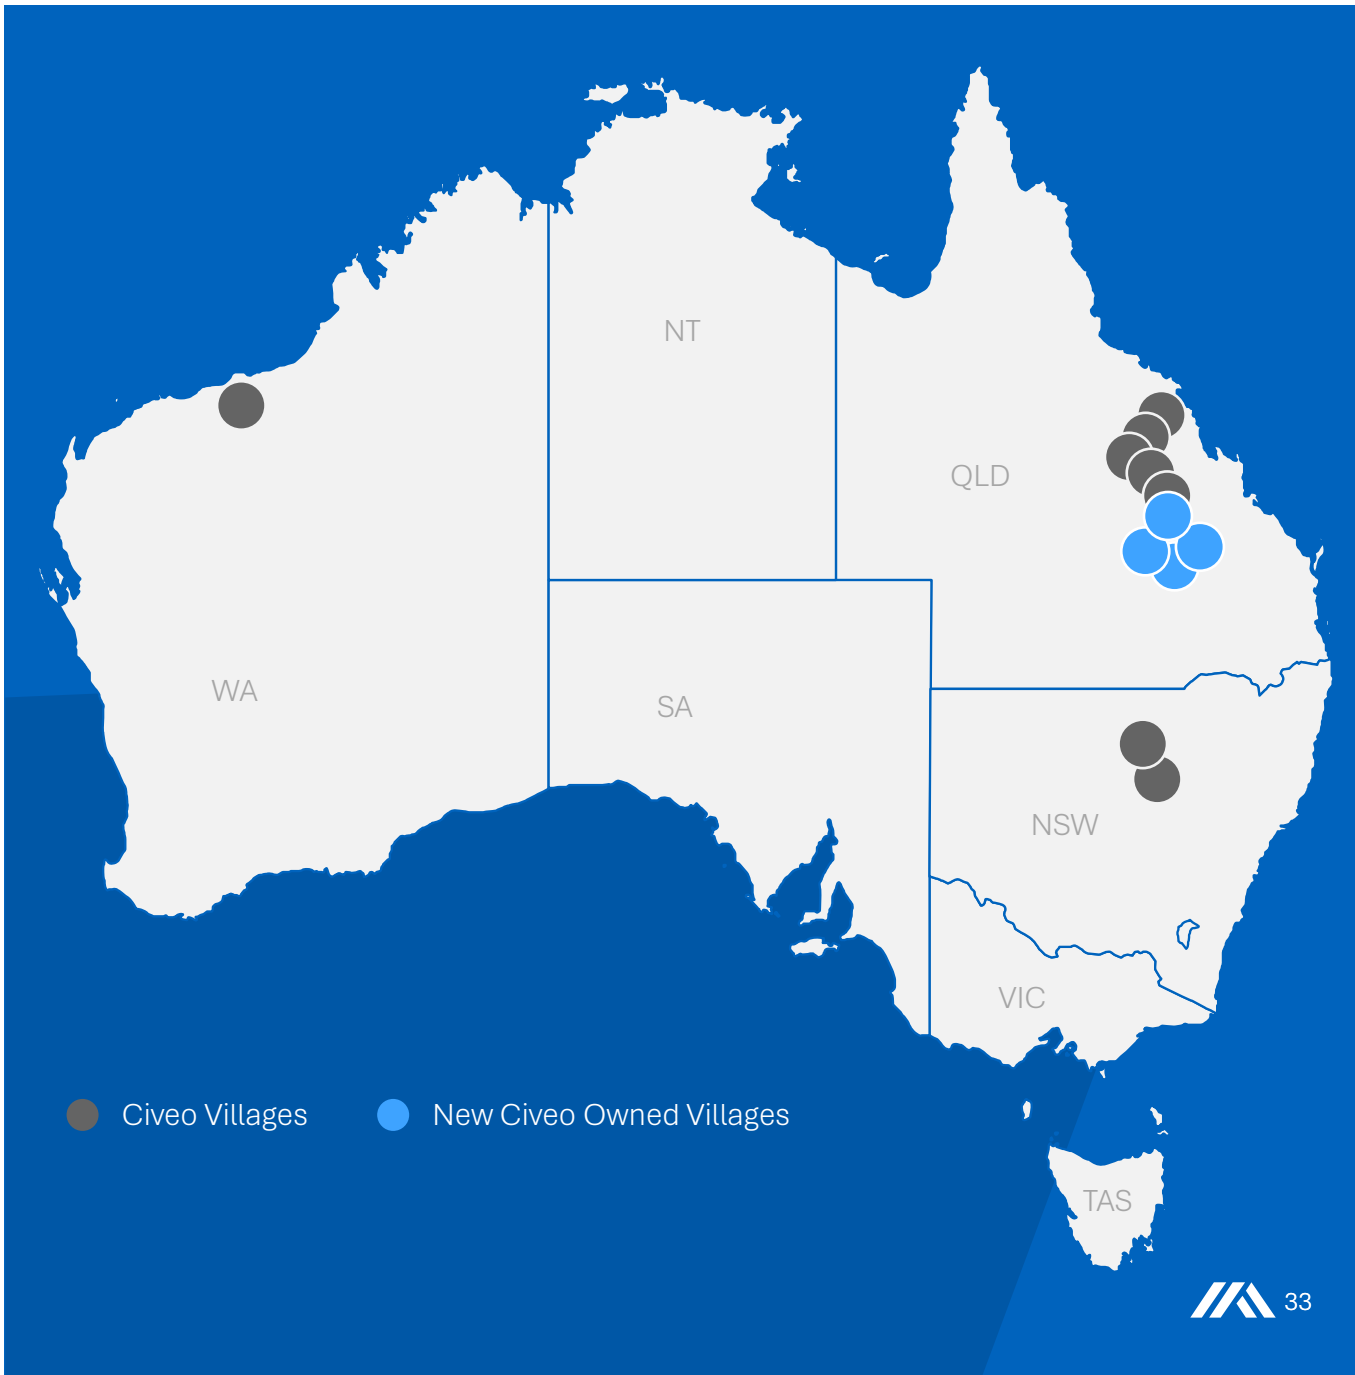 NT
QLD
WA
SA
NSW
VIC
Civeo Villages
New Civeo Owned Villages
TAS
33